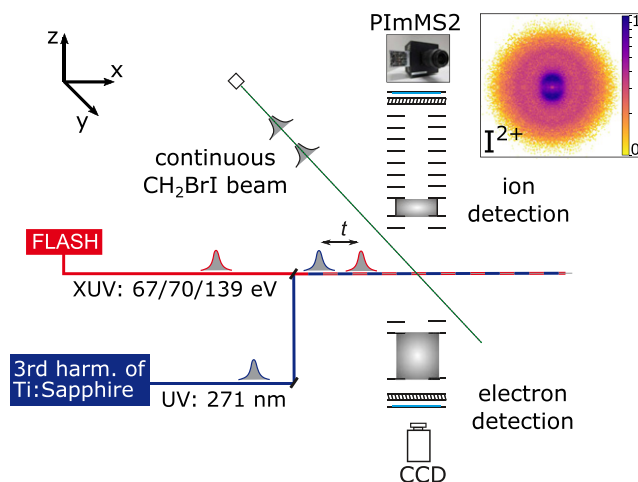 PImMS2
z
x
y
1
0
I2+
continuous
CH2BrI beam
ion
detection
t
FLASH
XUV: 67/70/139 eV
3rd harm. of
Ti:Sapphire
UV: 271 nm
electron
detection
CCD